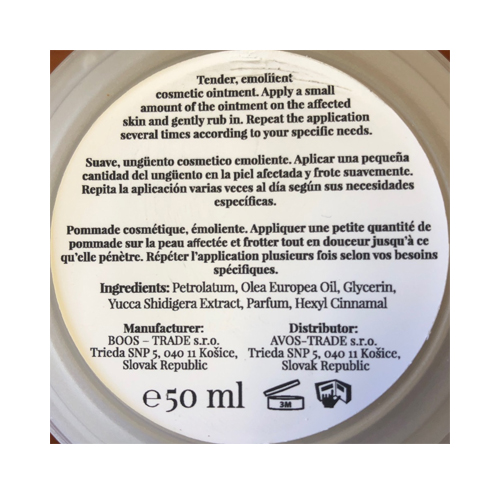 Tender, emollient
cosmetic ointment. Apply a small
amount of the ointment on the affected
skin and gently rub in. Repeat the application
several times according to your specific needs.
Suave, ungüento cosmetico emoliente. Aplicar una pequeña
cantidad del ungüento en la piel afectada y frote suavemente.
Repita la aplicación varias veces al día según sus necesidades
específicas.
Pommade cosmétique, émoliente. Appliquer une petite quantité de
pommade sur la peau affectée et frotter tout en douceur jusqu'à ce
qu'elle pénètre. Répéter l'application plusieurs fois selon vos besoins
spécifiques.
Ingredients: Petrolatum, Olea Europea Oil, Glycerin,
Yucca Shidigera Extract, Parfum, Hexyl Cinnamal
Manufacturer:
BOOS – TRADE s.r.o.
Trieda SNP 5, 040 11 Košice,
Slovak Republic
Distributor:
AVOS-TRADE s.r.o.
Trieda SNP 5, 040 11 Košice,
Slovak Republic
℮50 ml
3M